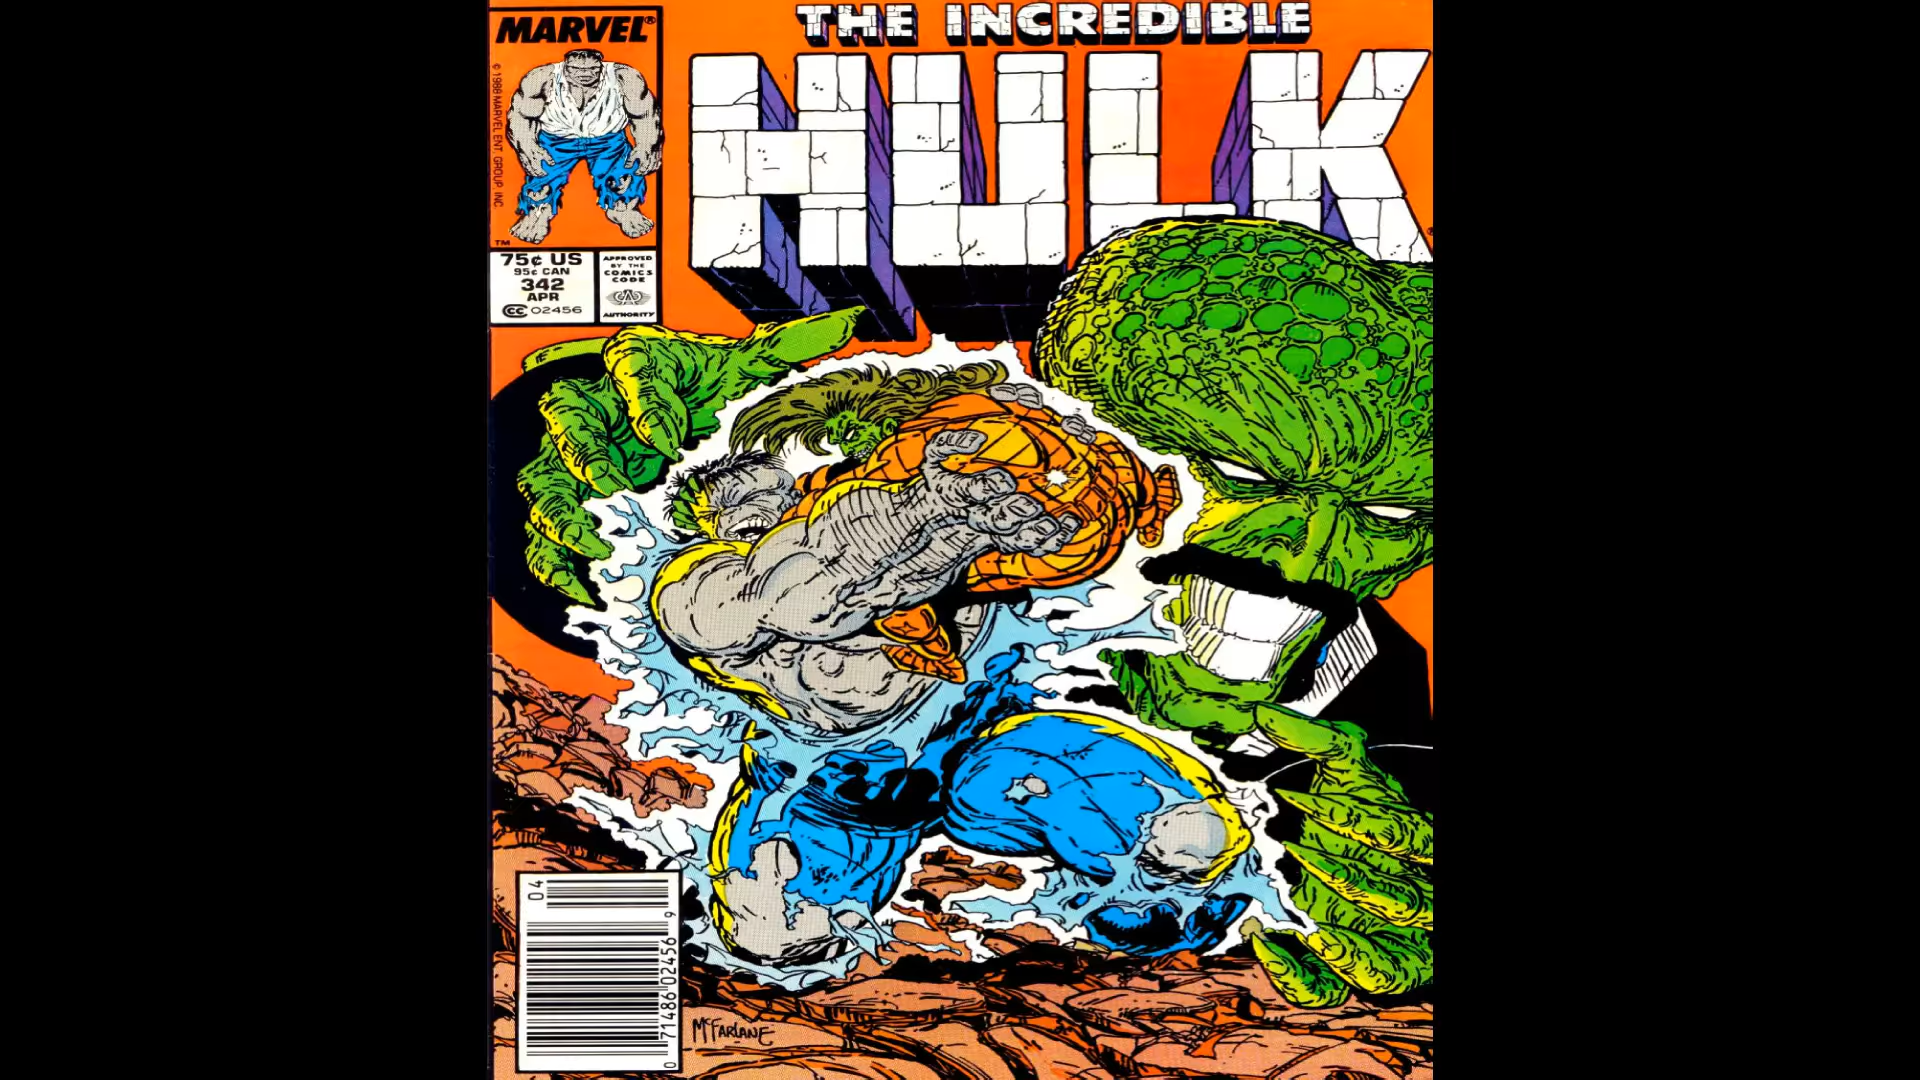 MARVEL®
THE INCREDIBLE
HULK
© 1988 MARVEL ENT. GROUP, INC.
TM
75¢ US
95¢ CAN
342
APR
CC 02456
APPROVED
BY THE
COMICS
CODE
CA
AUTHORITY
04
0 71486 02456 9
McFARLANE